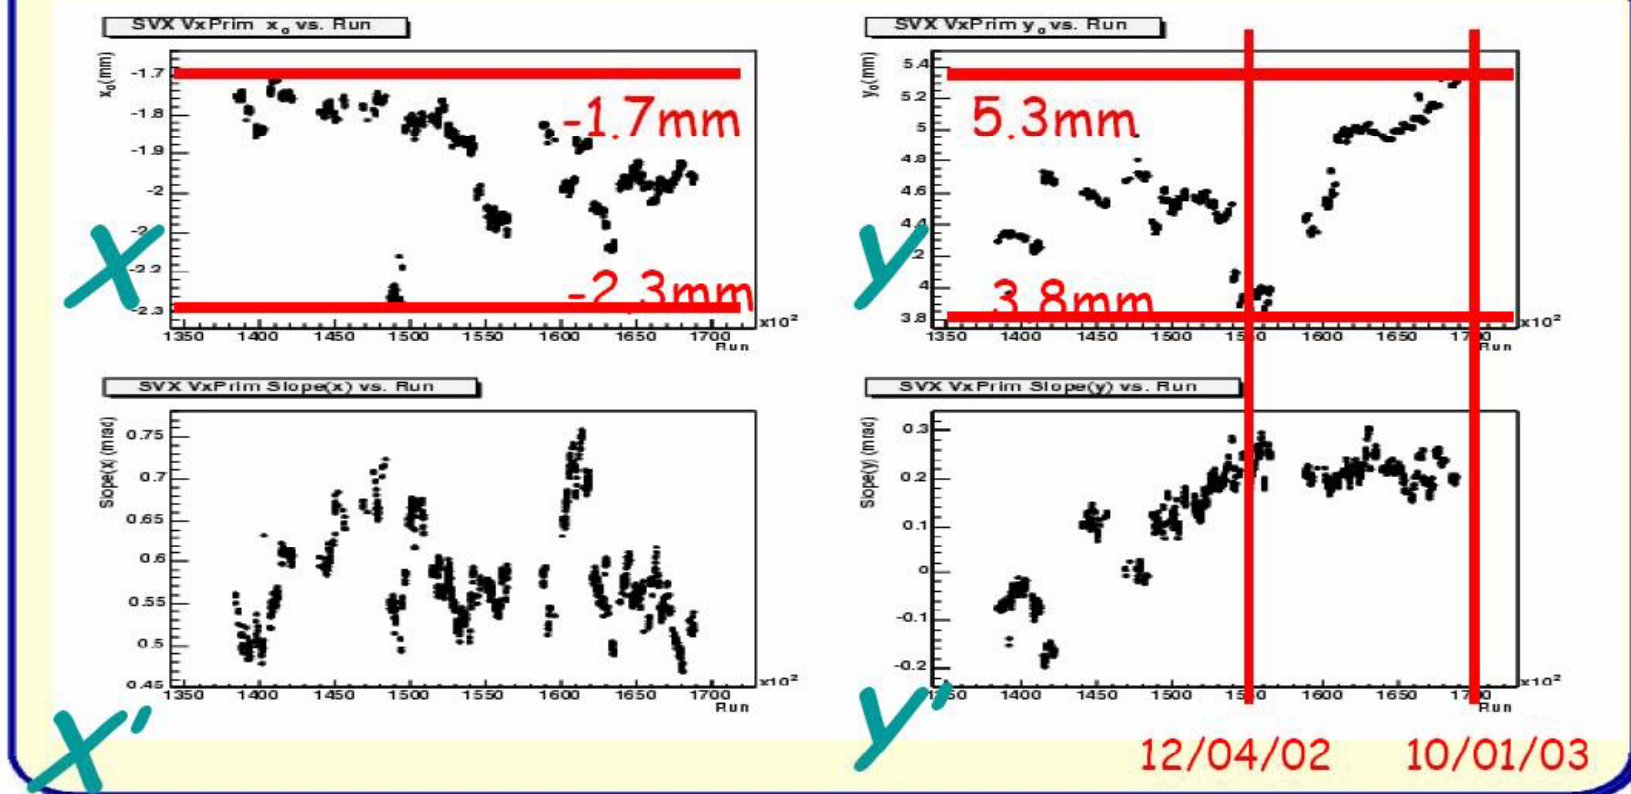 SVX VxPrim x0 vs. Run
x0(mm)
-1.7
-1.8
-1.9
-2
-2.2
-2.3
-1.7mm
-2.3mm
X
1350 1400 1450 1500 1550 1600 1650 1700
x10²
Run
SVX VxPrim y0 vs. Run
y0(mm)
5.4
5.2
5
4.8
4.6
4.4
4
3.8
5.3mm
3.8mm
y
1350 1400 1450 1500 1600 1650
x10²
Run
SVX VxPrim Slope(x) vs. Run
Slope(x) (mrad)
0.75
0.7
0.65
0.6
0.55
0.5
0.45
X'
1350 1400 1450 1500 1550 1600 1650 1700
x10²
Run
SVX VxPrim Slope(y) vs. Run
Slope(y) (mrad)
0.3
0.2
0.1
0
-0.1
-0.2
y'
1400 1450 1500 1600 1650
x10²
Run
12/04/02 10/01/03